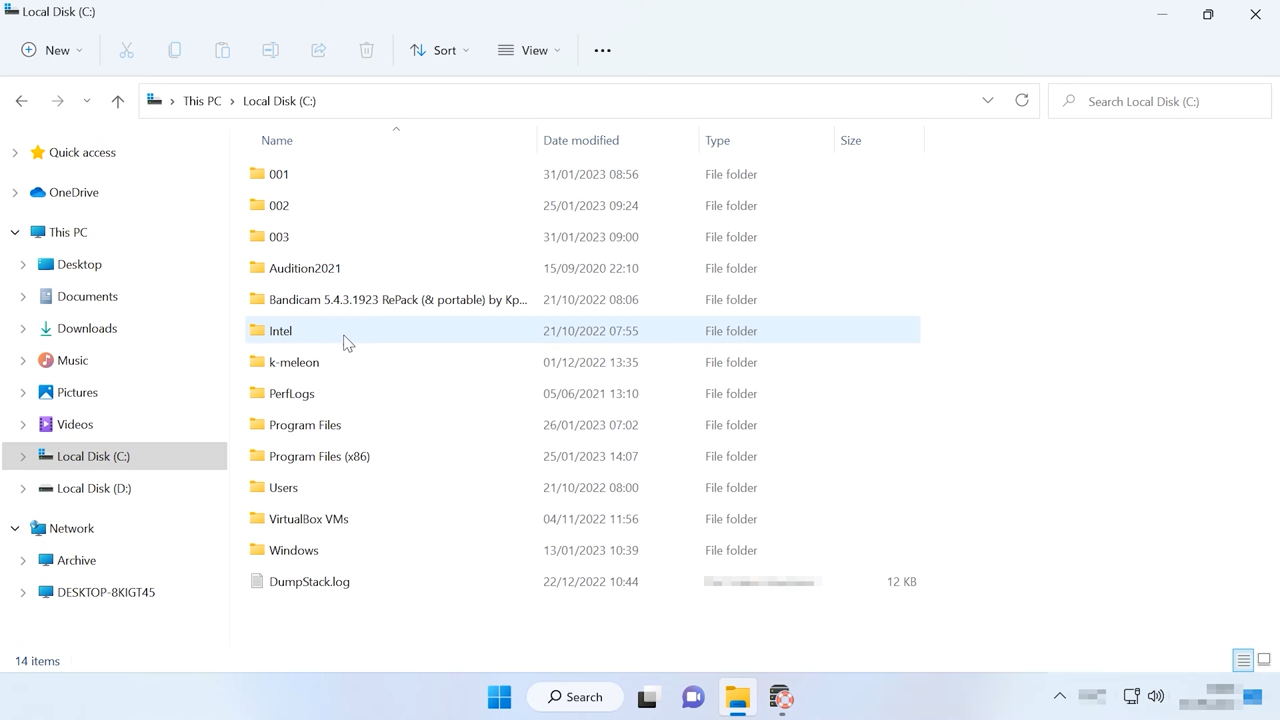 Local Disk (C:)
New Sort View
This PC Local Disk (C:) Search Local Disk (C:)
Quick access
OneDrive
This PC
Desktop
Documents
Downloads
Music
Pictures
Videos
Local Disk (C:)
Local Disk (D:)
Network
Archive
DESKTOP-8KIGT45
Name Date modified Type Size
001 31/01/2023 08:56 File folder
002 25/01/2023 09:24 File folder
003 31/01/2023 09:00 File folder
Audition2021 15/09/2020 22:10 File folder
Bandicam 5.4.3.1923 RePack (& portable) by Kp... 21/10/2022 08:06 File folder
Intel 21/10/2022 07:55 File folder
k-meleon 01/12/2022 13:35 File folder
PerfLogs 05/06/2021 13:10 File folder
Program Files 26/01/2023 07:02 File folder
Program Files (x86) 25/01/2023 14:07 File folder
Users 21/10/2022 08:00 File folder
VirtualBox VMs 04/11/2022 11:56 File folder
Windows 13/01/2023 10:39 File folder
DumpStack.log 22/12/2022 10:44 12 KB
14 items
Search